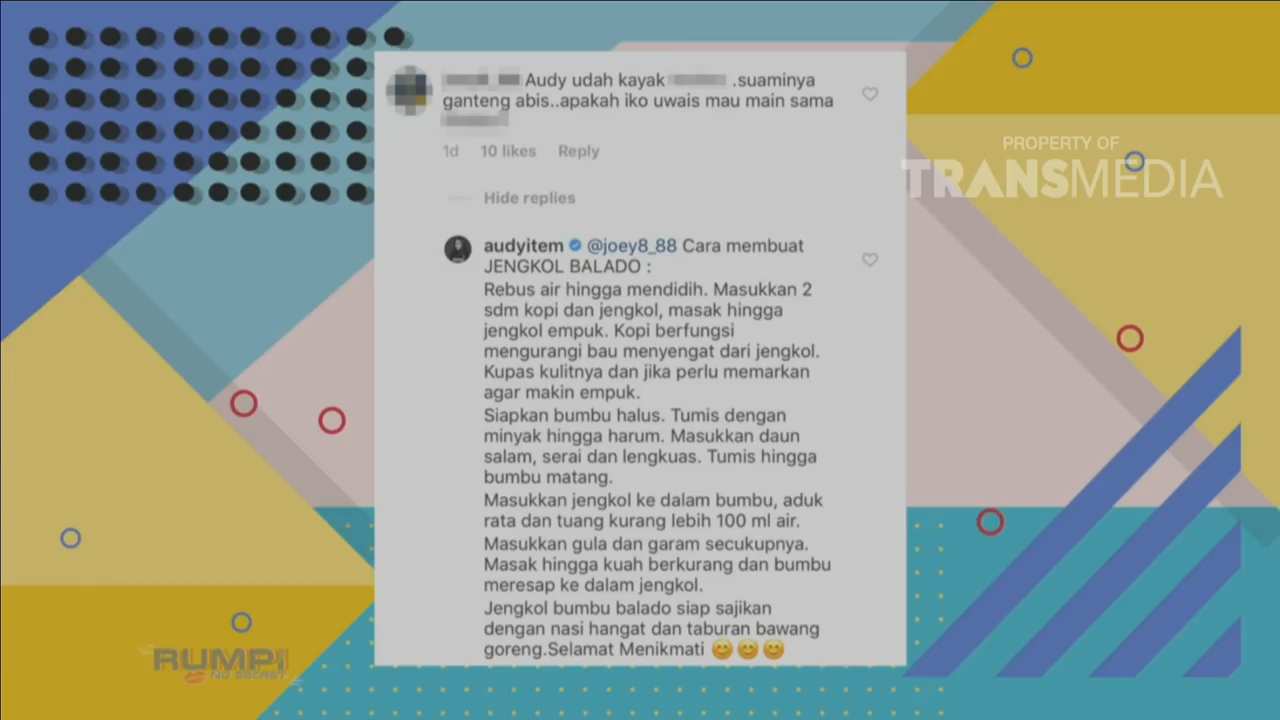 PROPERTY OF
TRANSMEDIA
Audy udah kayak .suaminya
ganteng abis..apakah iko uwais mau main sama
1d 10 likes Reply
Hide replies
audyitem @joey8_88 Cara membuat
JENGKOL BALADO :
Rebus air hingga mendidih. Masukkan 2
sdm kopi dan jengkol, masak hingga
jengkol empuk. Kopi berfungsi
mengurangi bau menyengat dari jengkol.
Kupas kulitnya dan jika perlu memarkan
agar makin empuk.
Siapkan bumbu halus. Tumis dengan
minyak hingga harum. Masukkan daun
salam, serai dan lengkuas. Tumis hingga
bumbu matang.
Masukkan jengkol ke dalam bumbu, aduk
rata dan tuang kurang lebih 100 ml air.
Masukkan gula dan garam secukupnya.
Masak hingga kuah berkurang dan bumbu
meresap ke dalam jengkol.
Jengkol bumbu balado siap sajikan
dengan nasi hangat dan taburan bawang
goreng.Selamat Menikmati 😊😊😊
RUMPI
NO SECRET